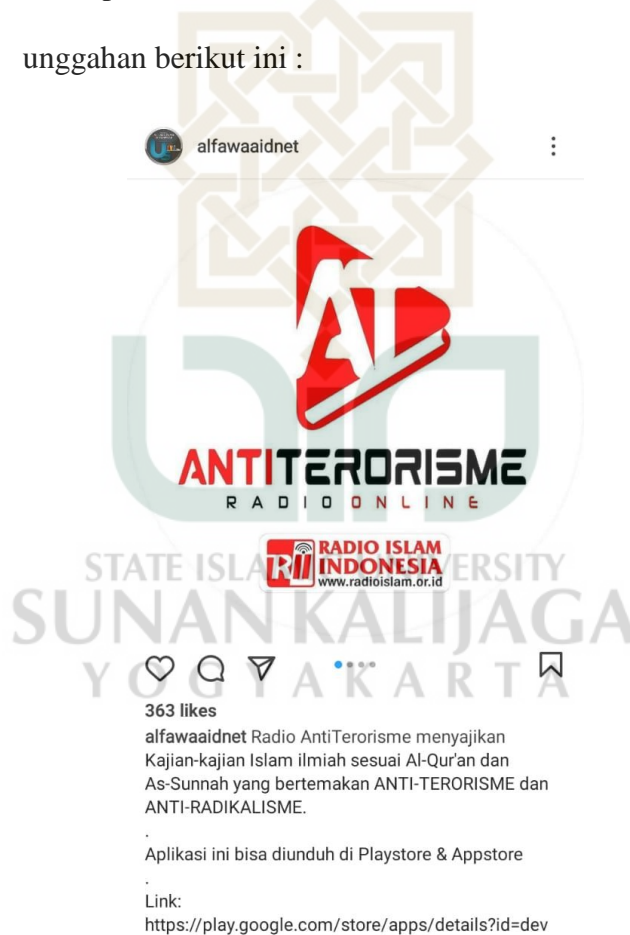 unggahan berikut ini :
alfawaaidnet
ANTITERORISME
RADIO ONLINE
RII RADIO ISLAM
INDONESIA
www.radioislam.or.id
STATE ISLAMIC UNIVERSITY
SUNAN KALIJAGA
YOGYAKARTA
363 likes
alfawaaidnet Radio AntiTerorisme menyajikan
Kajian-kajian Islam ilmiah sesuai Al-Qur'an dan
As-Sunnah yang bertemakan ANTI-TERORISME dan
ANTI-RADIKALISME.
.
Aplikasi ini bisa diunduh di Playstore & Appstore
.
Link:
https://play.google.com/store/apps/details?id=dev